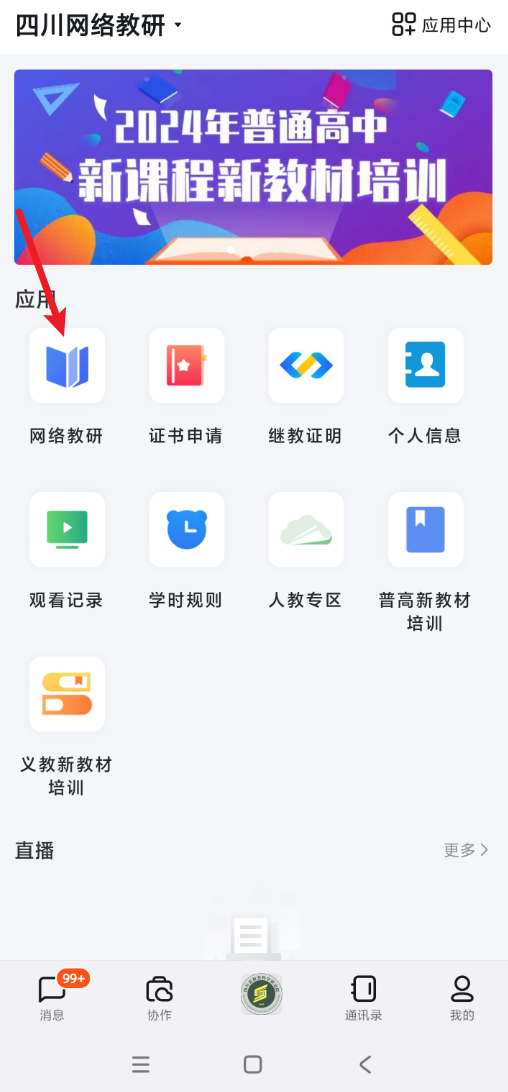 四川网络教研
应用中心
2024年普通高中
新课程新教材培训
应用
网络教研
证书申请
继教证明
个人信息
观看记录
学时规则
人教专区
普高新教材
培训
义教新教材
培训
直播
更多
99+
消息
协作
通讯录
我的